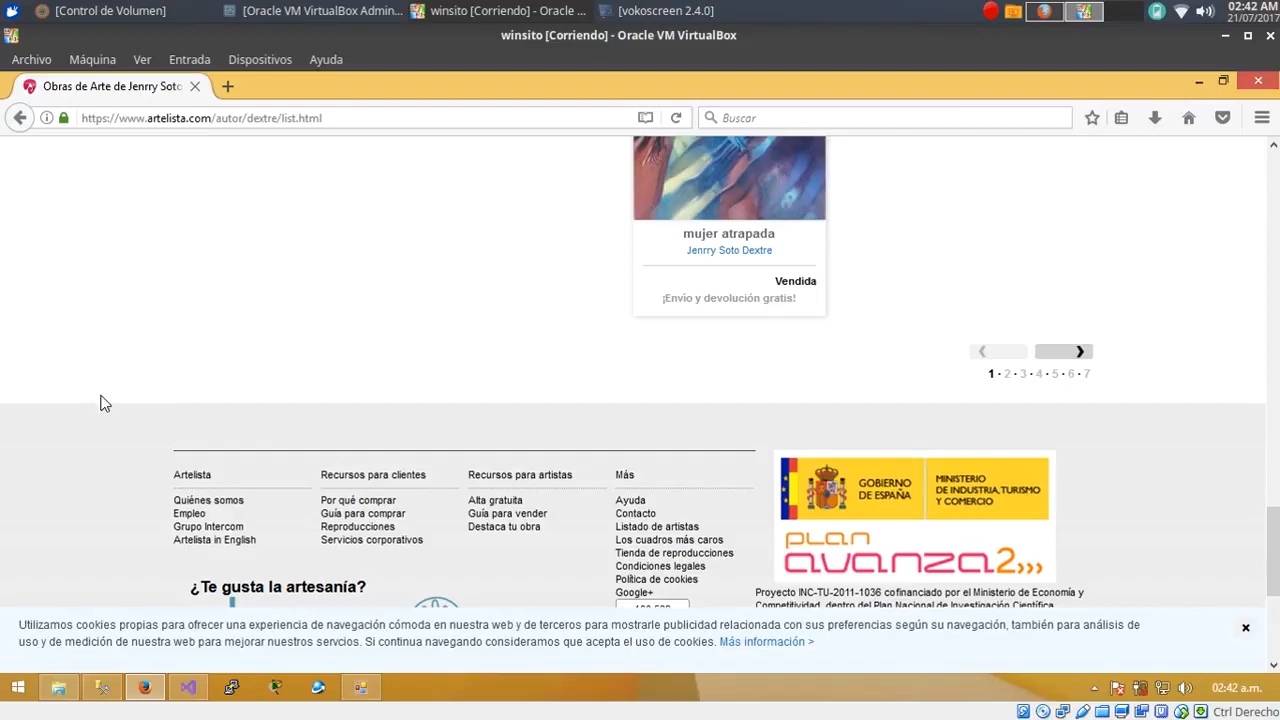 [Control de Volumen]
[Oracle VM VirtualBox Admin...
winsito [Corriendo] - Oracle ...
[vokoscreen 2.4.0]
02:42 AM
21/07/2017
winsito [Corriendo] - Oracle VM VirtualBox
Archivo Máquina Ver Entrada Dispositivos Ayuda
Obras de Arte de Jenrry Soto
https://www.artelista.com/autor/dextre/list.html
Buscar
mujer atrapada
Jenrry Soto Dextre
Vendida
¡Envío y devolución gratis!
1 · 2 · 3 · 4 · 5 · 6 · 7
Artelista
Quiénes somos
Empleo
Grupo Intercom
Artelista in English
Recursos para clientes
Por qué comprar
Guía para comprar
Reproducciones
Servicios corporativos
Recursos para artistas
Alta gratuita
Guía para vender
Destaca tu obra
Más
Ayuda
Contacto
Listado de artistas
Los cuadros más caros
Tienda de reproducciones
Condiciones legales
Política de cookies
Google+
GOBIERNO
DE ESPAÑA
MINISTERIO
DE INDUSTRIA, TURISMO
Y COMERCIO
plan
avanza2
Proyecto INC-TU-2011-1036 cofinanciado por el Ministerio de Economía y
Competitividad, dentro del Plan Nacional de Investigación Científica
¿Te gusta la artesanía?
Utilizamos cookies propias para ofrecer una experiencia de navegación cómoda en nuestra web y de terceros para mostrarle publicidad relacionada con sus preferencias según su navegación, también para análisis de
uso y de medición de nuestra web para mejorar nuestros servcios. Si continua navegando consideramos que acepta el uso de cookies. Más información >
02:42 a.m.
Ctrl Derecho